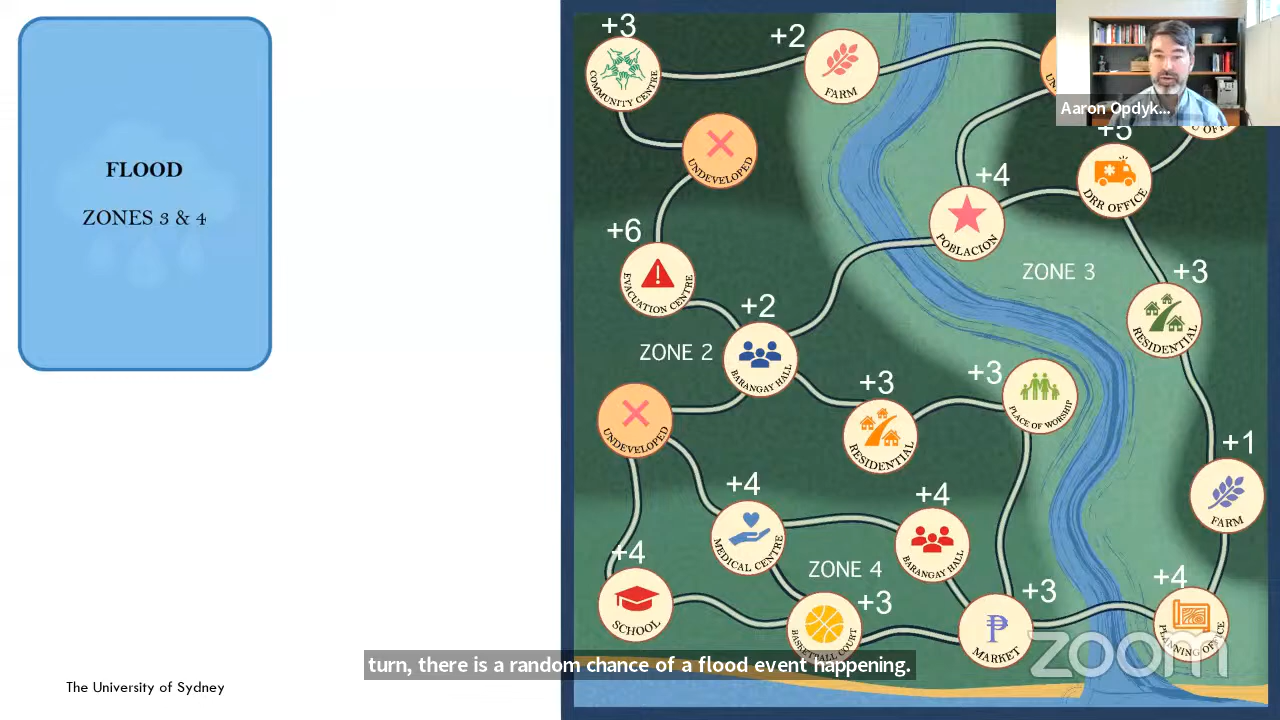 FLOOD
ZONES 3 & 4
+3
COMMUNITY CENTRE
+2
FARM
Aaron Opdyk...
UNDEVELOPED
+4
POBLACION
+5
DRR OFFICE
+6
EVACUATION CENTRE
ZONE 3
+3
RESIDENTIAL
+2
BARANGAY HALL
ZONE 2
+3
RESIDENTIAL
+3
PLACE OF WORSHIP
UNDEVELOPED
+1
FARM
+4
MEDICAL CENTRE
+4
BARANGAY HALL
ZONE 4
+4
SCHOOL
+3
BASKETBALL COURT
+3
MARKET
+4
PLANNING OFFICE
zoom
turn, there is a random chance of a flood event happening.
The University of Sydney